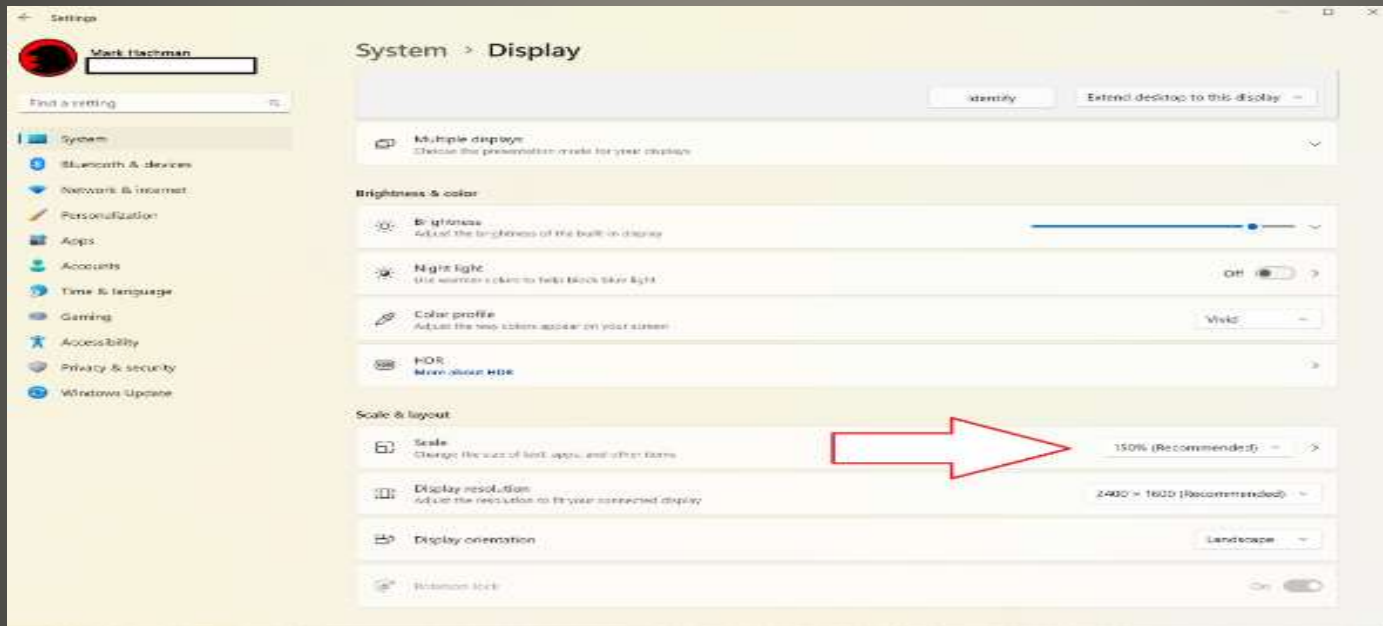 Settings
Mark Hachman
Find a setting
System
Bluetooth & devices
Network & internet
Personalization
Apps
Accounts
Time & language
Gaming
Accessibility
Privacy & security
Windows Update
System > Display
Identify
Extend desktop to this display
Multiple displays
Choose the presentation mode for your displays
Brightness & color
Brightness
Adjust the brightness of the built-in display
Night light
Use warmer colors to help block blue light
Off
Color profile
Adjust the way colors appear on your screen
Vivid
HDR
More about HDR
Scale & layout
Scale
Change the size of text, apps, and other items
150% (Recommended)
Display resolution
Adjust the resolution to fit your connected display
2400 × 1600 (Recommended)
Display orientation
Landscape
Rotation lock
On